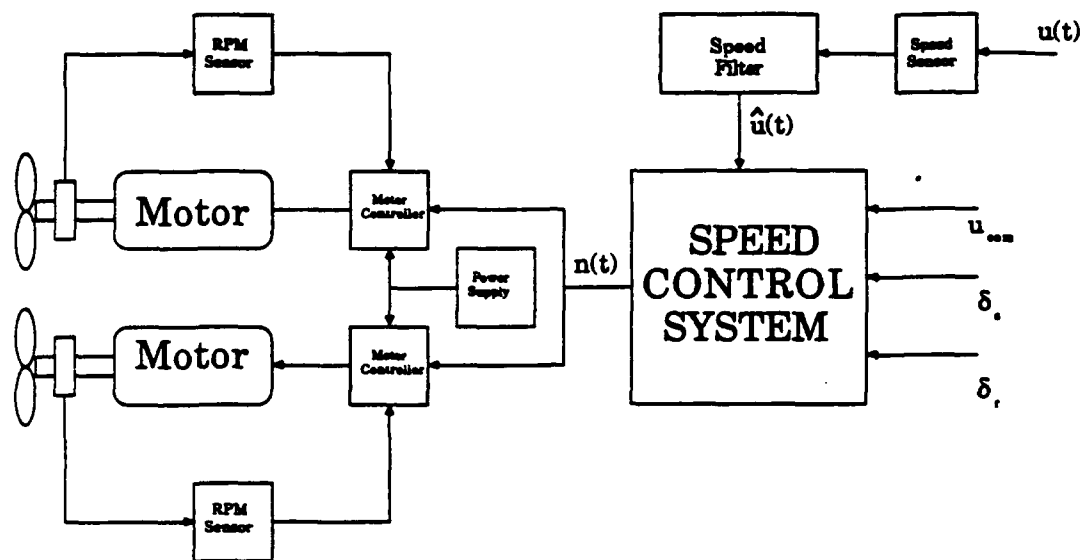 RPM
Sensor
Speed
Filter
Speed
Sensor
u(t)
û(t)
Motor
Motor
Controller
SPEED
CONTROL
SYSTEM
u com
n(t)
Power
Supply
δ e
δ r
Motor
Motor
Controller
RPM
Sensor